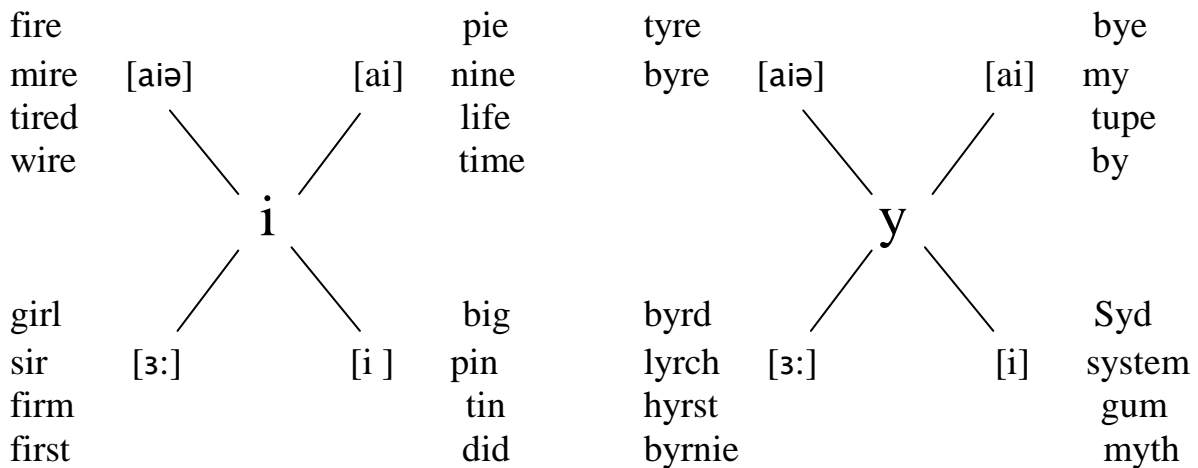 fire pie tyre bye
mire [aiə] [ai] nine byre [aiə] [ai] my
tired life tupe
wire time by
i y
girl big byrd Syd
sir [ɜ:] [i ] pin lyrch [ɜ:] [i] system
firm tin hyrst gum
first did byrnie myth